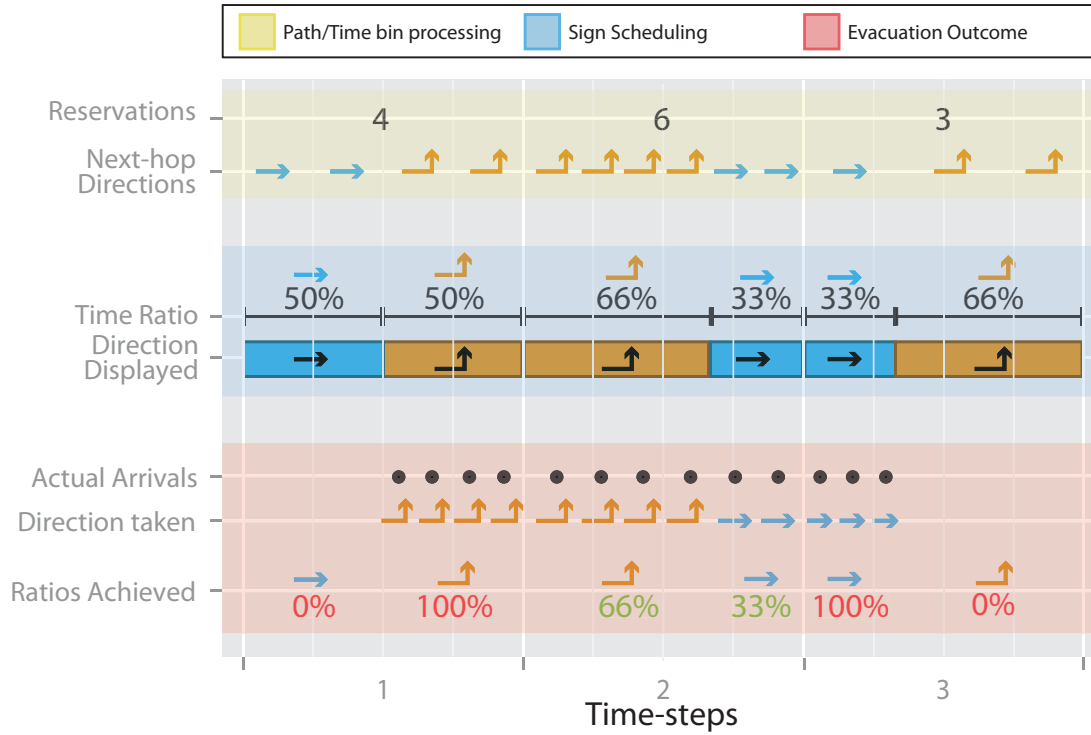 Path/Time bin processing Sign Scheduling Evacuation Outcome
Reservations 4 6 3
Next-hop
Directions
50% 50% 66% 33% 33% 66%
Time Ratio
Direction
Displayed
Actual Arrivals
Direction taken
Ratios Achieved
0% 100% 66% 33% 100% 0%
1 2 3
Time-steps